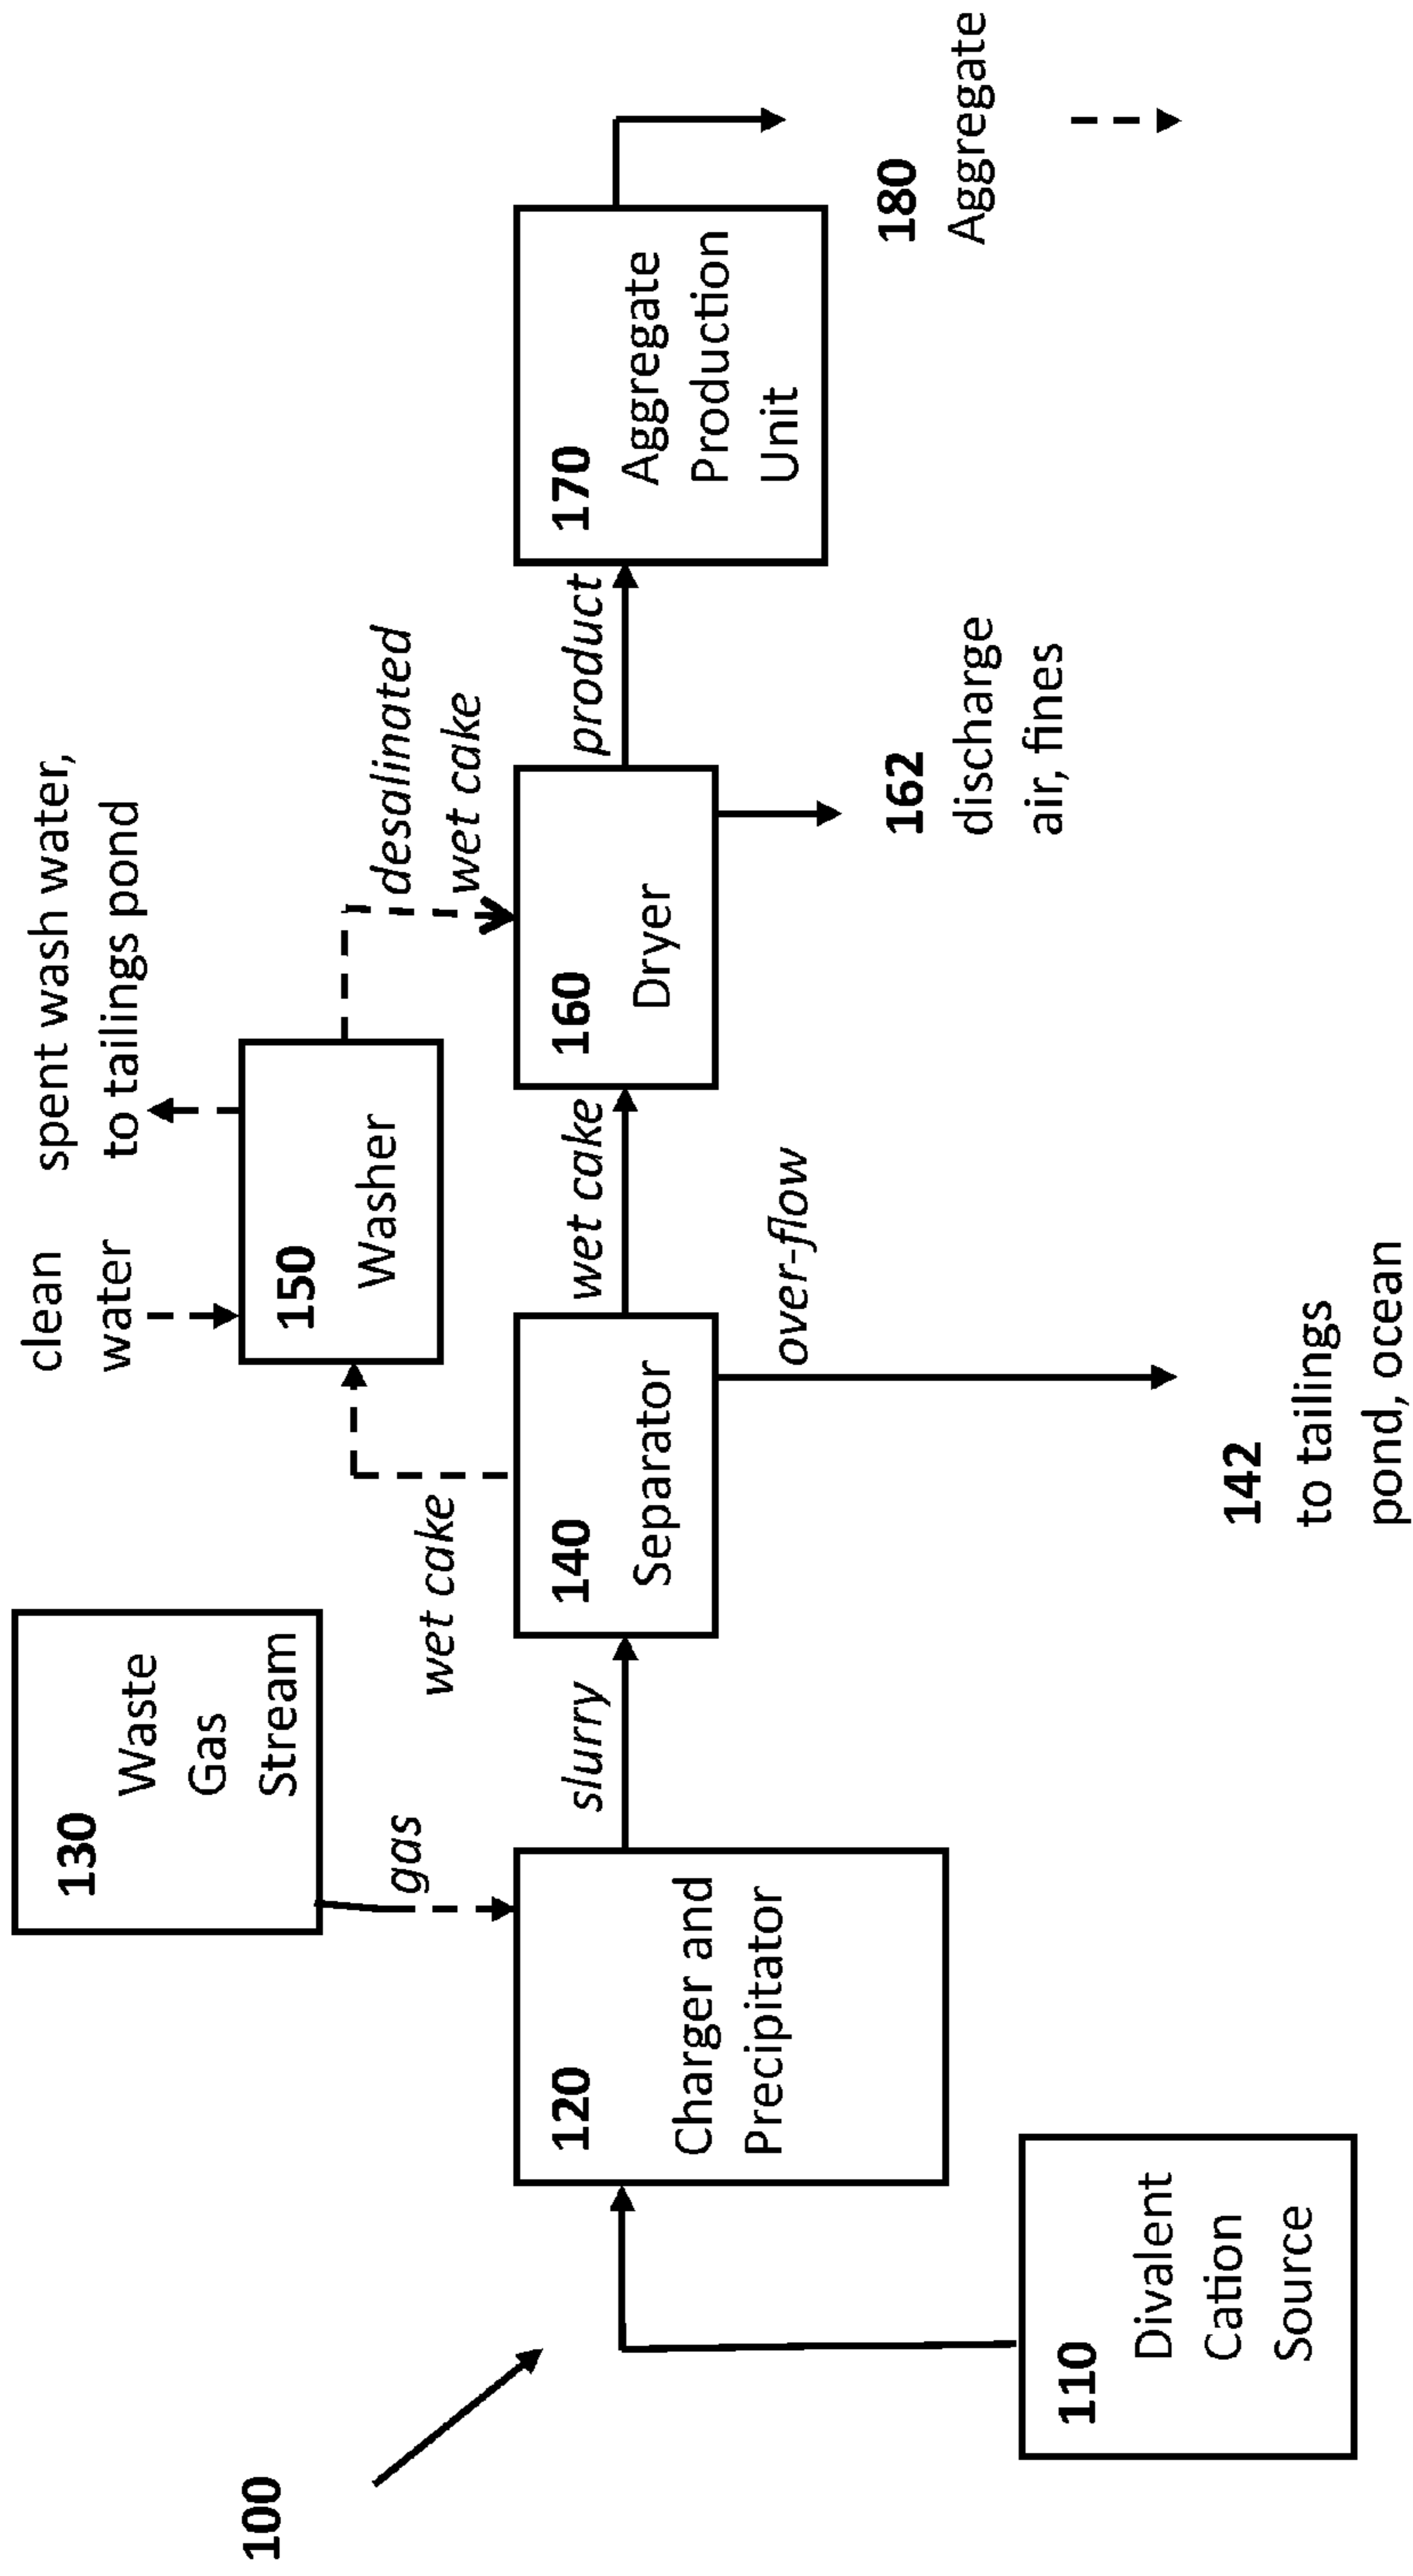 100
110
Divalent
Cation
Source
120
Charger and
Precipitator
130
Waste
Gas
Stream
gas
slurry
140
Separator
wet cake
wet cake
over-flow
142
to tailings
pond, ocean
150
Washer
clean
water
spent wash water,
to tailings pond
desalinated
wet cake
160
Dryer
162
discharge
air, fines
product
170
Aggregate
Production
Unit
180
Aggregate